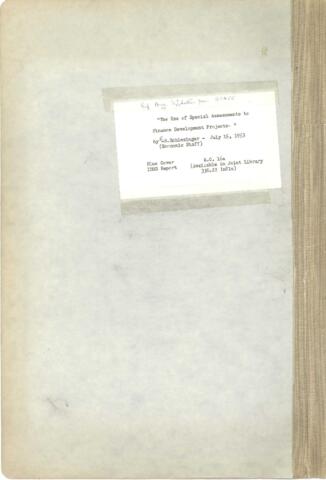 "The Use of Special Assessments to
Finance Development Projects. "
By E.R.Schlesinger - July 16, 1953
(Economic Staff)
Blue Cover
IBRD Report
E.C. 16a
(Available in Joint Library
336.22 In81a)